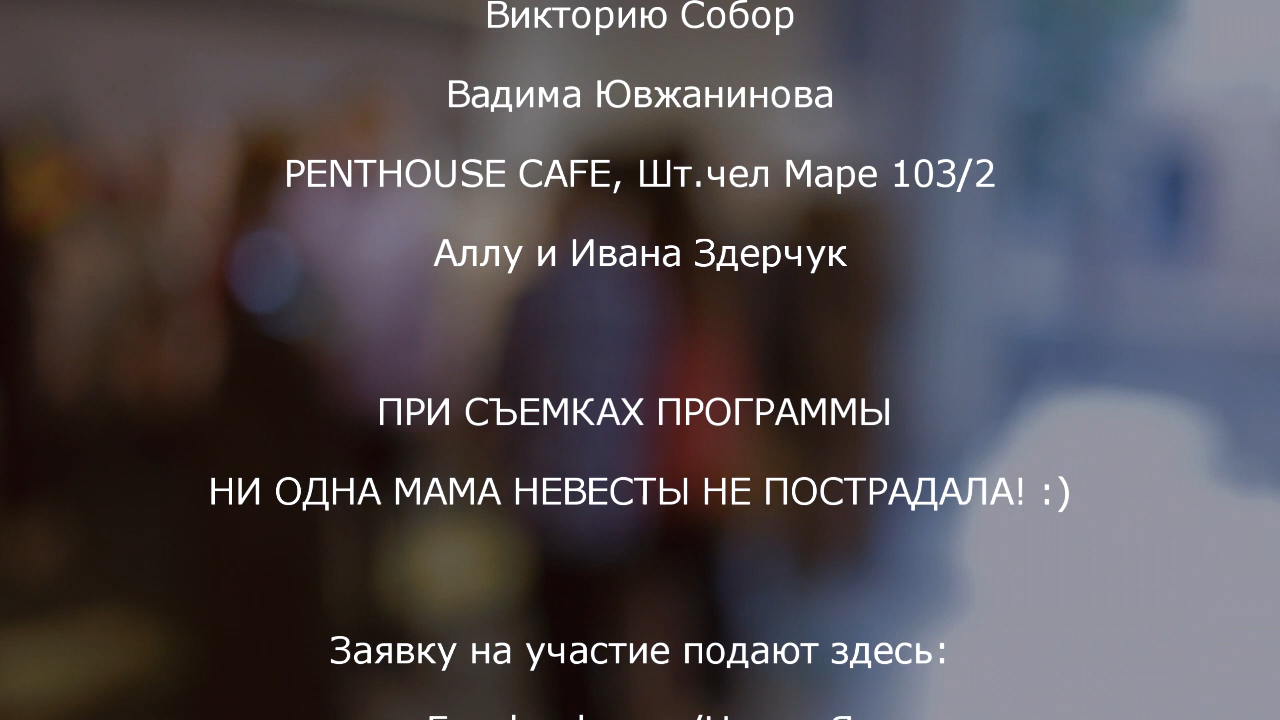 Викторию Собор
Вадима Ювжанинова
PENTHOUSE CAFE, Шт.чел Маре 103/2
Аллу и Ивана Здерчук
ПРИ СЪЕМКАХ ПРОГРАММЫ
НИ ОДНА МАМА НЕВЕСТЫ НЕ ПОСТРАДАЛА! :)
Заявку на участие подают здесь: